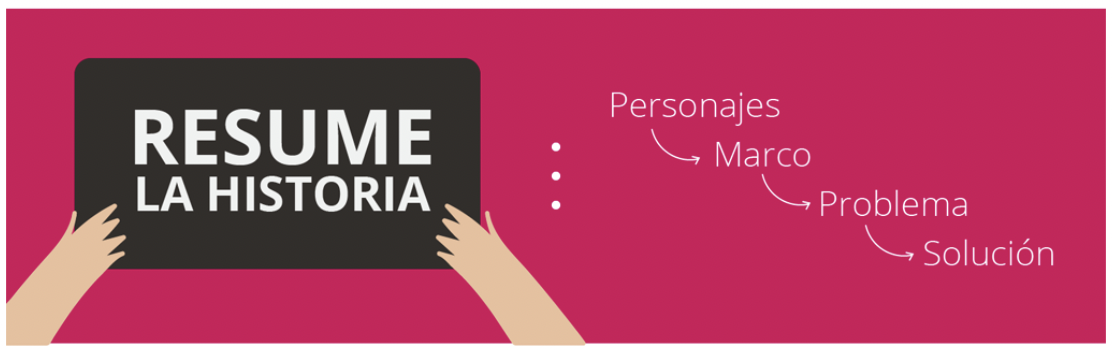 RESUME
LA HISTORIA
Personajes
Marco
Problema
Solución